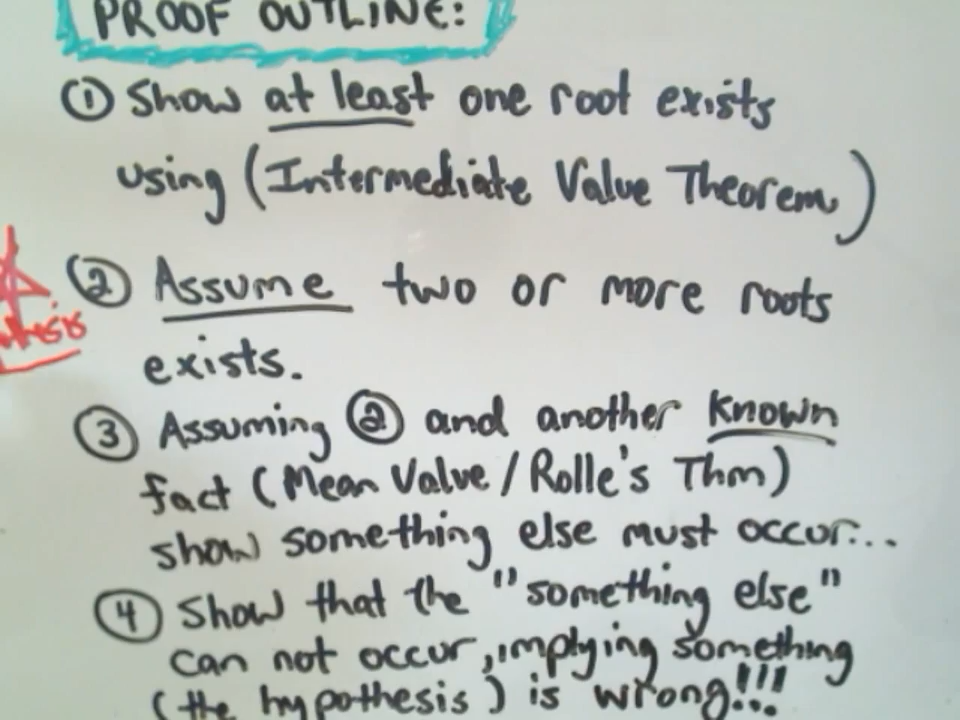 PROOF OUTLINE:
① Show at least one root exists
using (Intermediate Value Theorem)
② Assume two or more roots
exists.
③ Assuming ② and another known
fact (Mean Value / Rolle's Thm)
show something else must occur...
④ Show that the "something else"
can not occur, implying something
(the hypothesis) is wrong!!!